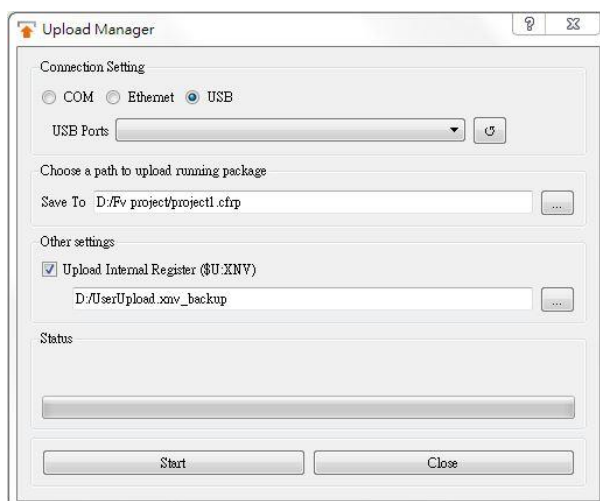 Upload Manager
Connection Setting
COM Ethernet USB
USB Ports
Choose a path to upload running package
Save To D:/Fv project/project1.cfrp ...
Other settings
Upload Internal Register ($U:XNV)
D:/UserUpload.xnv_backup ...
Status
Start Close